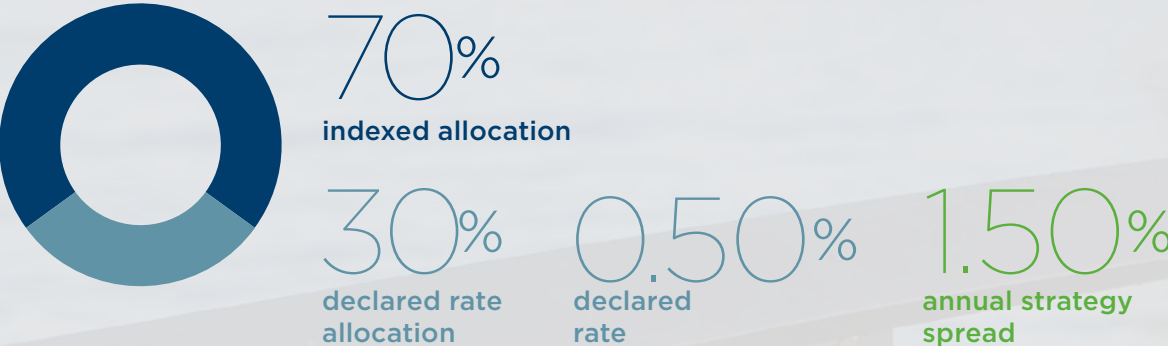 70%
indexed allocation
30% 0.50% 1.50%
declared rate declared annual strategy
allocation rate spread